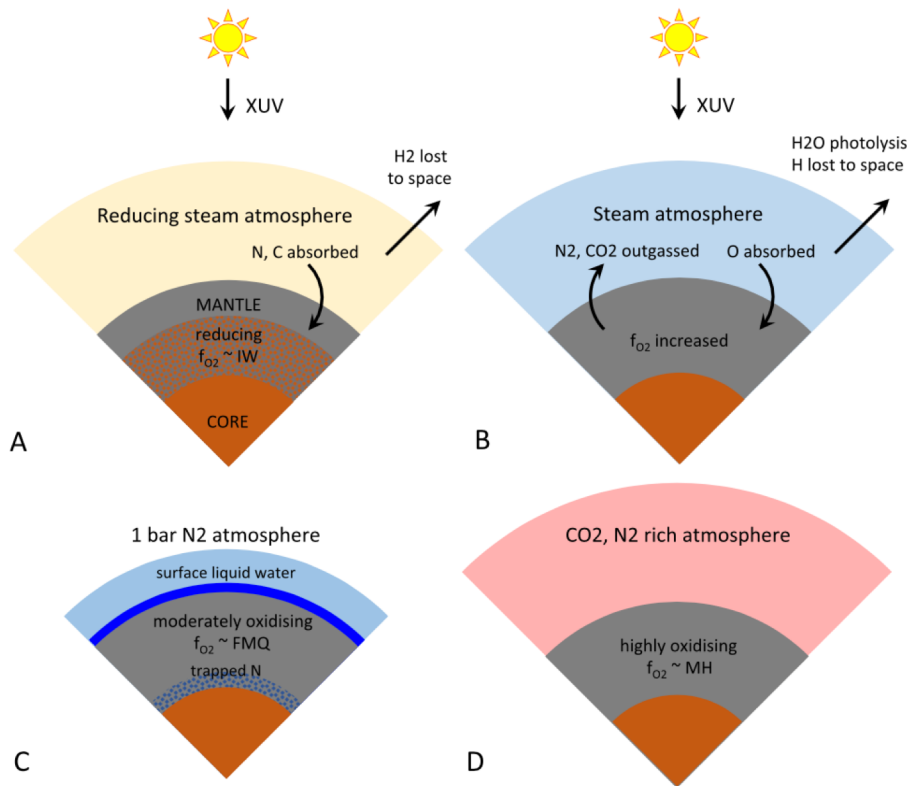 XUV
H2 lost
to space
Reducing steam atmosphere
N, C absorbed
MANTLE
reducing
fO2 ~ IW
CORE
A
XUV
H2O photolysis
H lost to space
Steam atmosphere
N2, CO2 outgassed
O absorbed
fO2 increased
B
1 bar N2 atmosphere
surface liquid water
moderately oxidising
fO2 ~ FMQ
trapped N
C
CO2, N2 rich atmosphere
highly oxidising
fO2 ~ MH
D